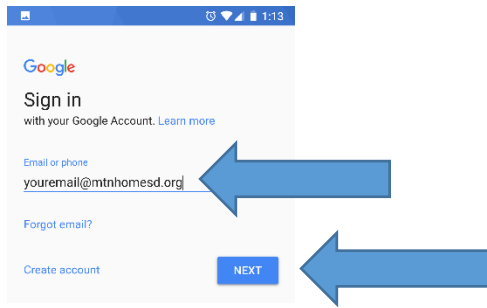 1:13
Google
Sign in
with your Google Account. Learn more
Email or phone
youremail@mtnhomesd.org
Forgot email?
Create account
NEXT